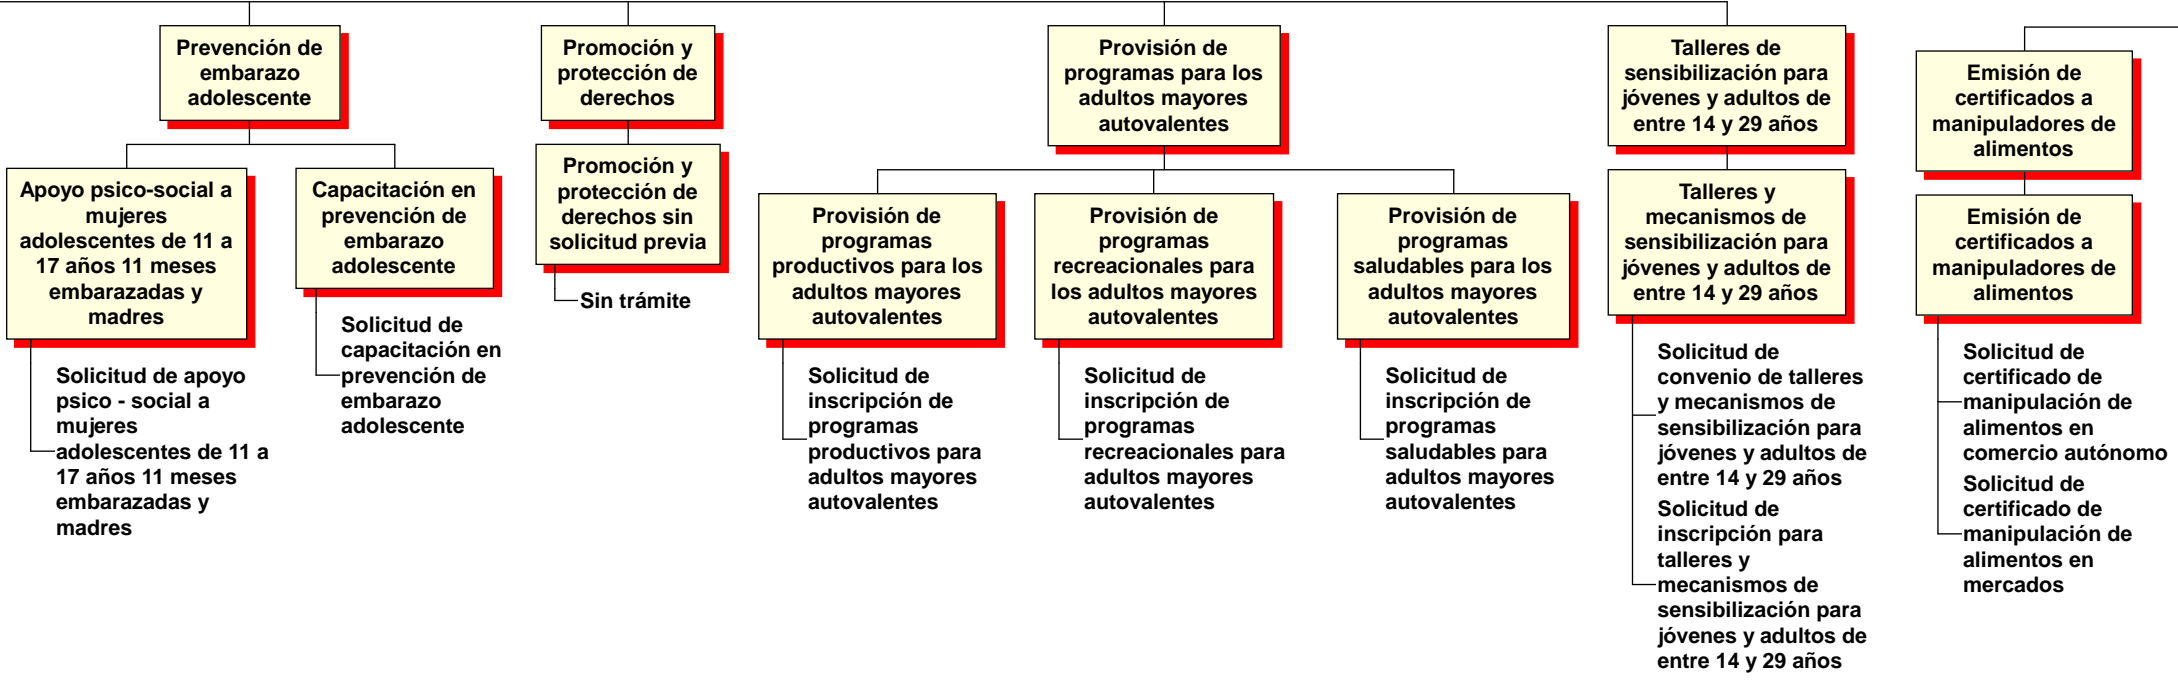 Prevención de
embarazo
adolescente
Promoción y
protección de
derechos
Provisión de
programas para los
adultos mayores
autovalentes
Talleres de
sensibilización para
jóvenes y adultos de
entre 14 y 29 años
Emisión de
certificados a
manipuladores de
alimentos
Apoyo psico-social a
mujeres
adolescentes de 11 a
17 años 11 meses
embarazadas y
madres
Capacitación en
prevención de
embarazo
adolescente
Promoción y
protección de
derechos sin
solicitud previa
Provisión de
programas
productivos para los
adultos mayores
autovalentes
Provisión de
programas
recreacionales para
los adultos mayores
autovalentes
Provisión de
programas
saludables para los
adultos mayores
autovalentes
Talleres y
mecanismos de
sensibilización para
jóvenes y adultos de
entre 14 y 29 años
Emisión de
certificados a
manipuladores de
alimentos
Solicitud de apoyo
psico - social a
mujeres
adolescentes de 11 a
17 años 11 meses
embarazadas y
madres
Solicitud de
capacitación en
prevención de
embarazo
adolescente
Sin trámite
Solicitud de
inscripción de
programas
productivos para
adultos mayores
autovalentes
Solicitud de
inscripción de
programas
recreacionales para
adultos mayores
autovalentes
Solicitud de
inscripción de
programas
saludables para
adultos mayores
autovalentes
Solicitud de
convenio de talleres
y mecanismos de
sensibilización para
jóvenes y adultos de
entre 14 y 29 años
Solicitud de
inscripción para
talleres y
mecanismos de
sensibilización para
jóvenes y adultos de
entre 14 y 29 años
Solicitud de
certificado de
manipulación de
alimentos en
comercio autónomo
Solicitud de
certificado de
manipulación de
alimentos en
mercados